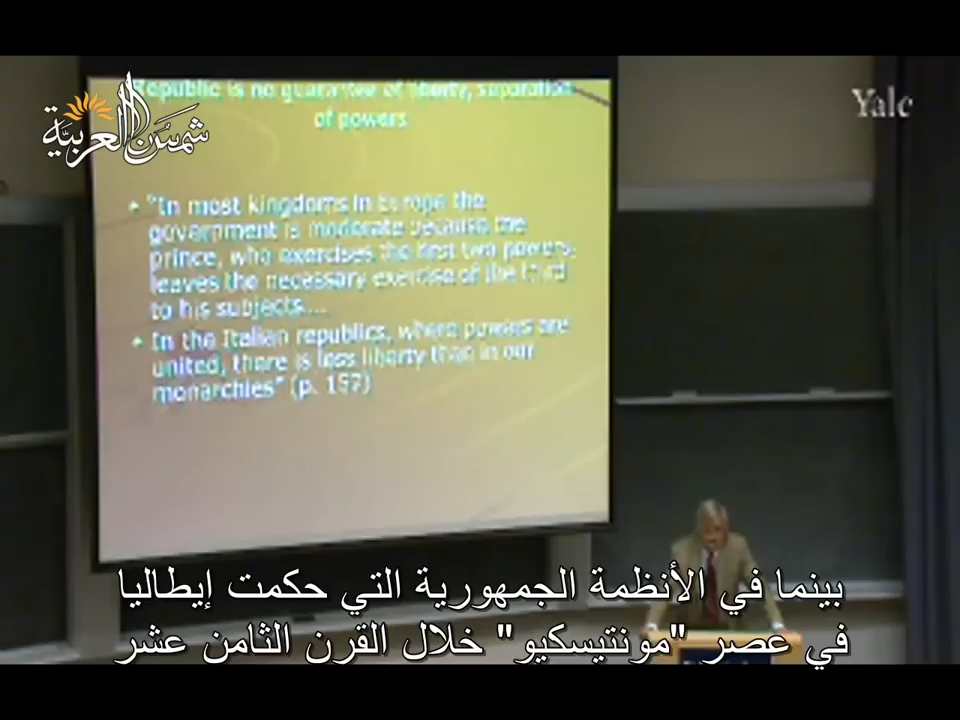 شمس العربية
Yale
Republic is no guarantee of liberty, separation
of powers
"In most kingdoms in Europe the
government is moderate because the
prince, who exercises the first two powers,
leaves the necessary exercise of the third
to his subjects....
In the Italian republics, where powers are
united, there is less liberty than in our
monarchies" (p. 157)
بينما في الأنظمة الجمهورية التي حكمت إيطاليا
في عصر "مونتيسكيو" خلال القرن الثامن عشر